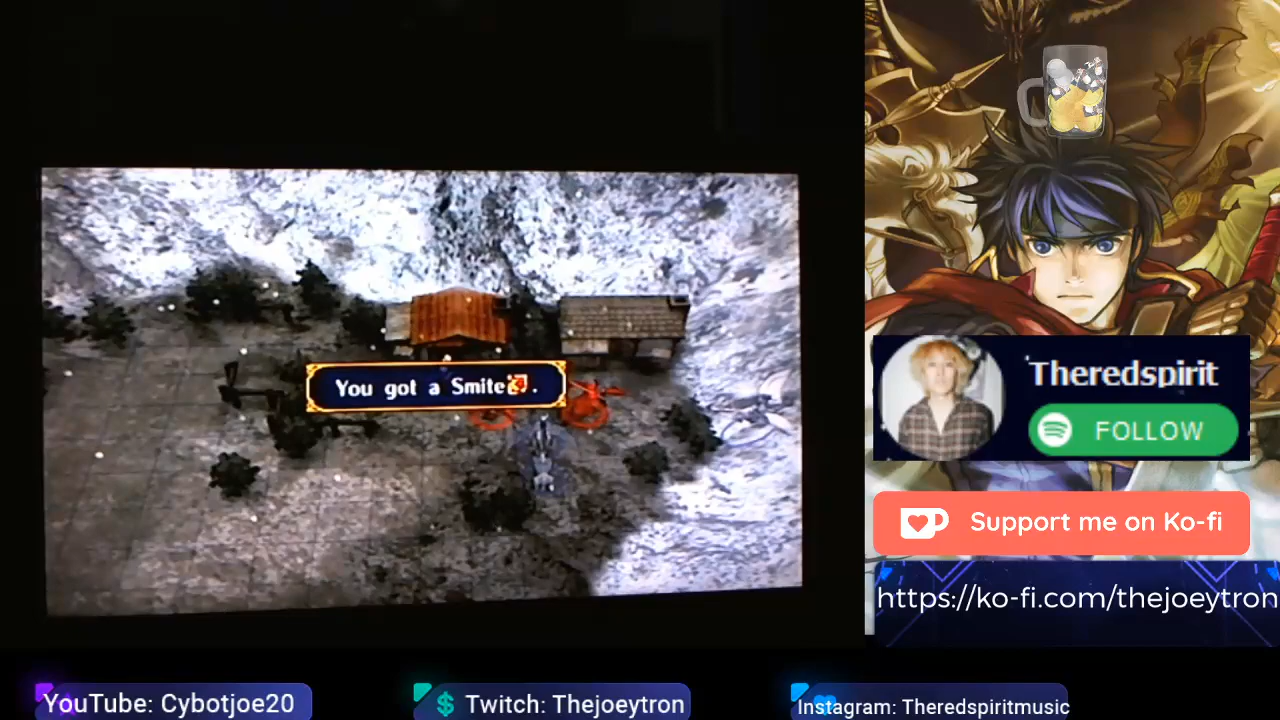 You got a Smite.
Theredspirit
FOLLOW
Support me on Ko-fi
https://ko-fi.com/thejoeytron
YouTube: Cybotjoe20
Twitch: Thejoeytron
Instagram: Theredspiritmusic